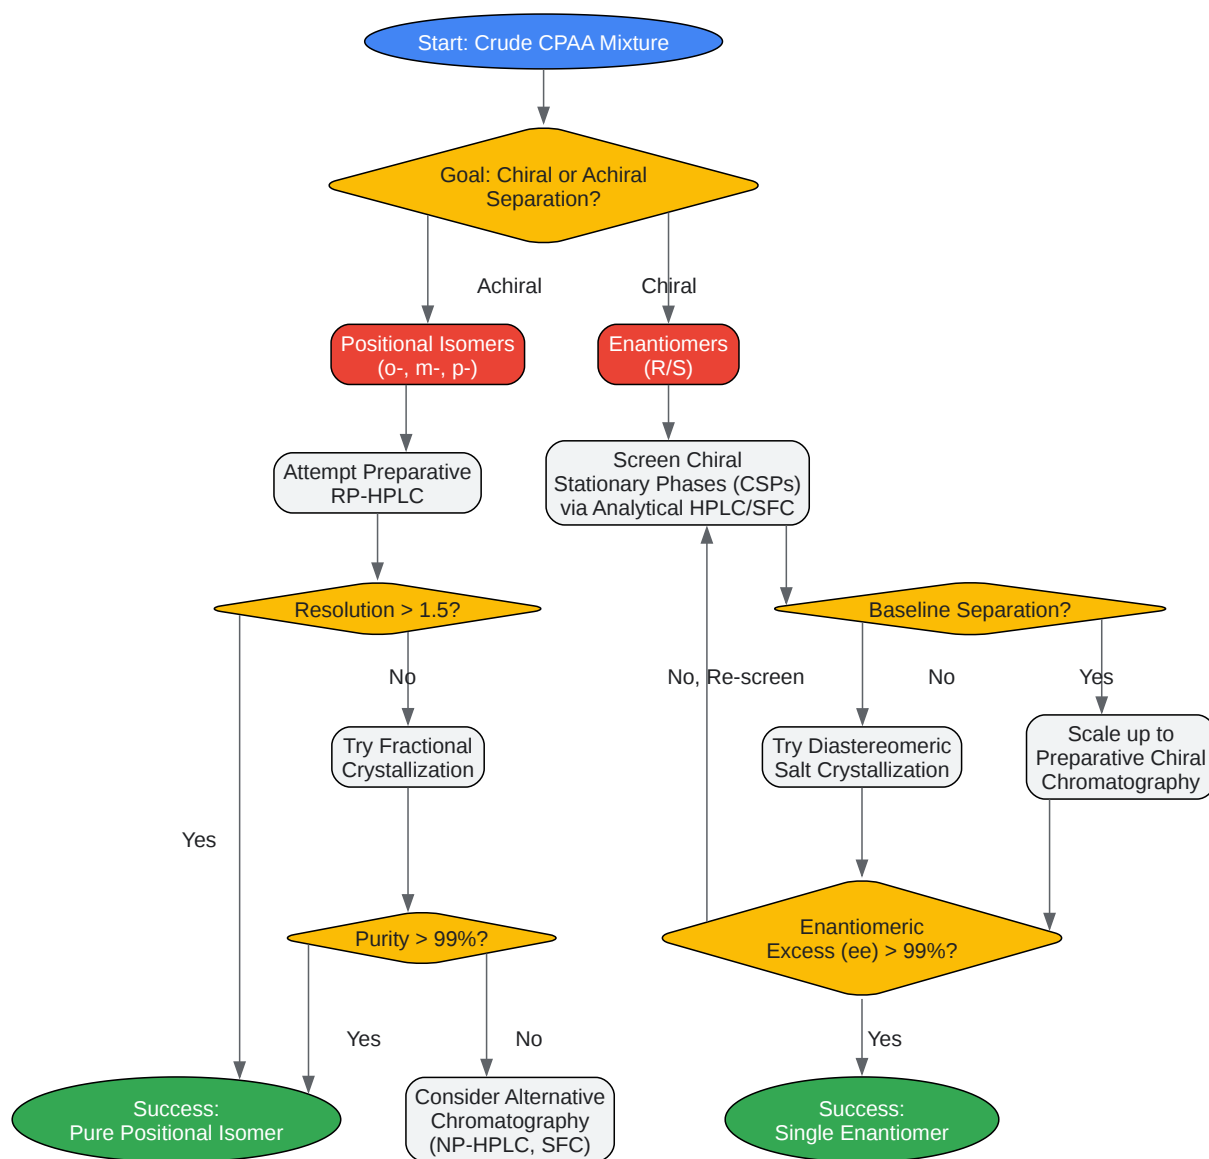 Start: Crude CPAA Mixture
Goal: Chiral or Achiral
Separation?
Achiral
Chiral
Positional Isomers
(o-, m-, p-)
Enantiomers
(R/S)
Attempt Preparative
RP-HPLC
Screen Chiral
Stationary Phases (CSPs)
via Analytical HPLC/SFC
Resolution > 1.5?
Baseline Separation?
No
No, Re-screen
No
Yes
Try Fractional
Crystallization
Try Diastereomeric
Salt Crystallization
Scale up to
Preparative Chiral
Chromatography
Yes
Purity > 99%?
Enantiomeric
Excess (ee) > 99%?
Yes
No
Yes
Success:
Pure Positional Isomer
Consider Alternative
Chromatography
(NP-HPLC, SFC)
Success:
Single Enantiomer